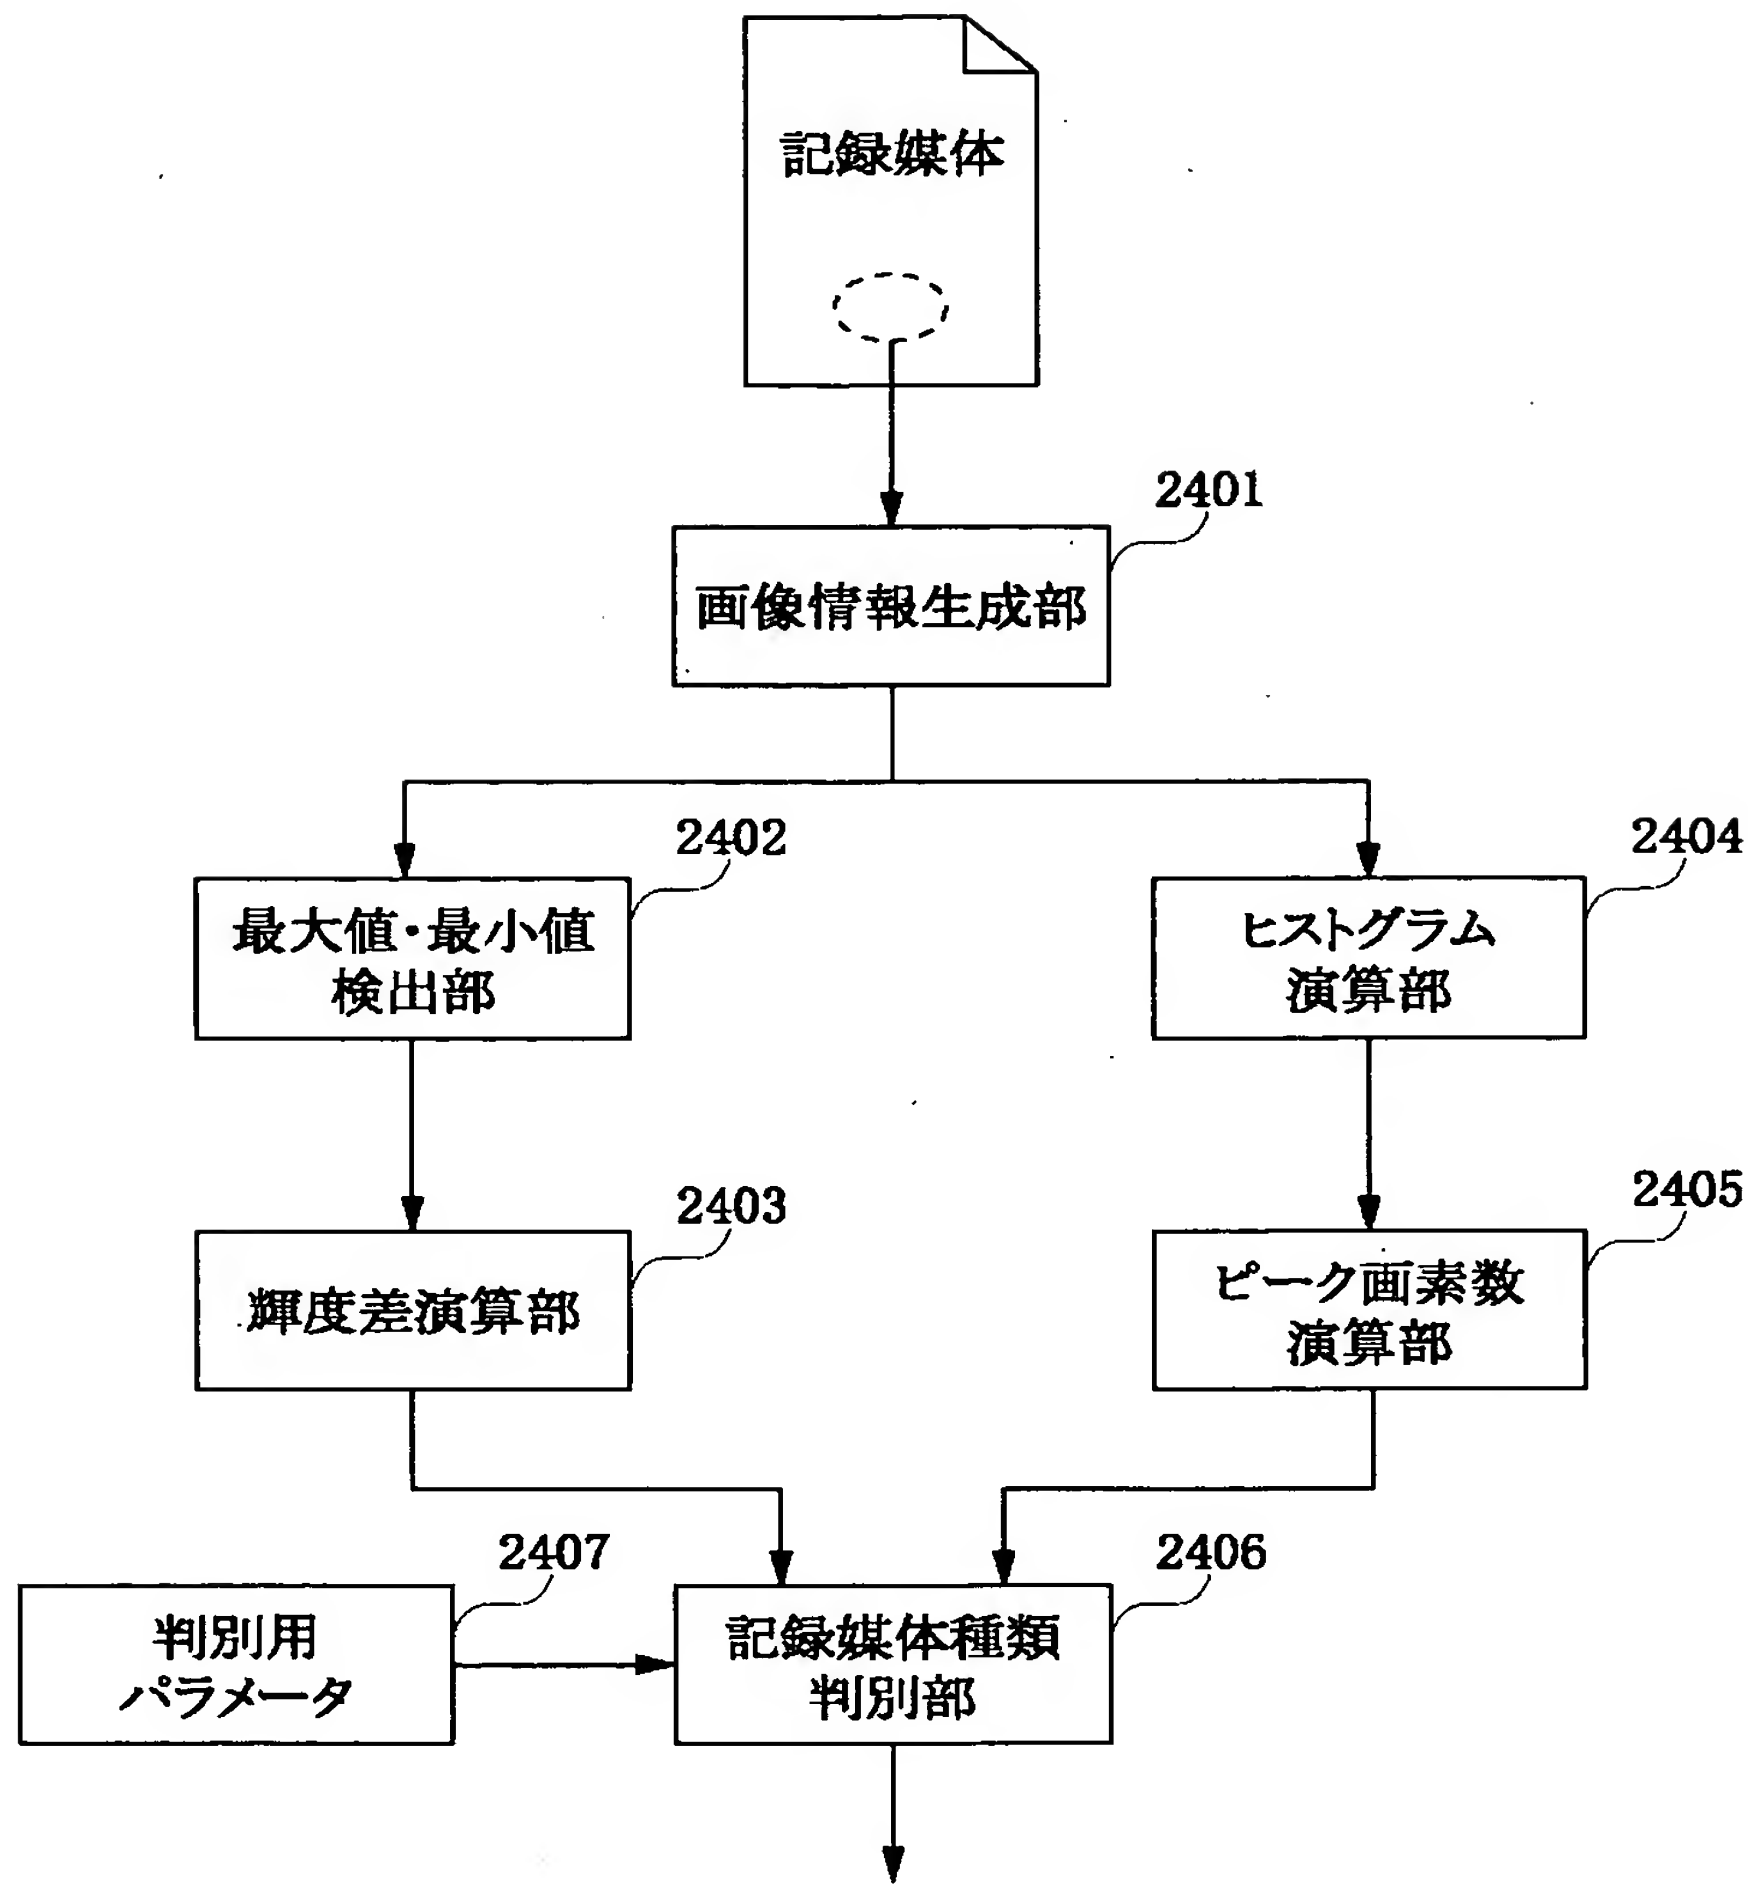 記録媒体
2401
画像情報生成部
2402
最大値・最小値
検出部
2404
ヒストグラム
演算部
2403
輝度差演算部
2405
ピーク画素数
演算部
2407
判別用
パラメータ
2406
記録媒体種類
判別部